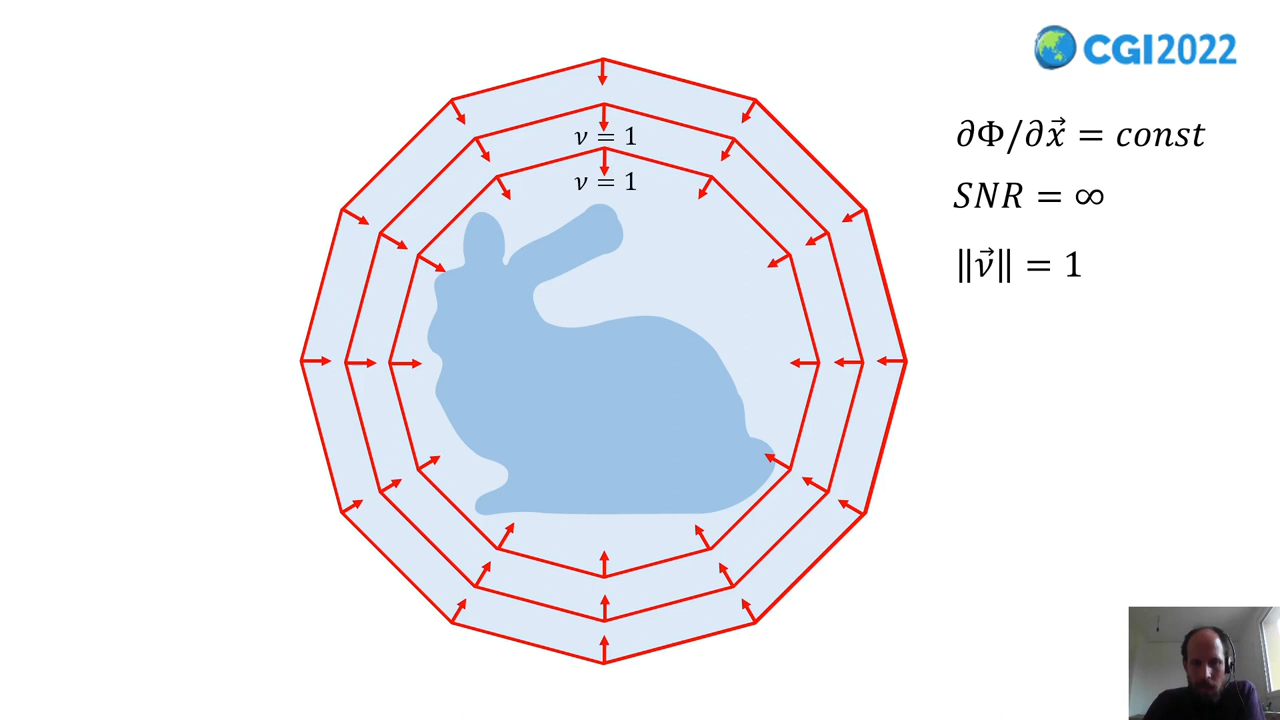 CGI2022
∂Φ/∂x⃗ = const
ν = 1
ν = 1
SNR = ∞
‖ν⃗‖ = 1